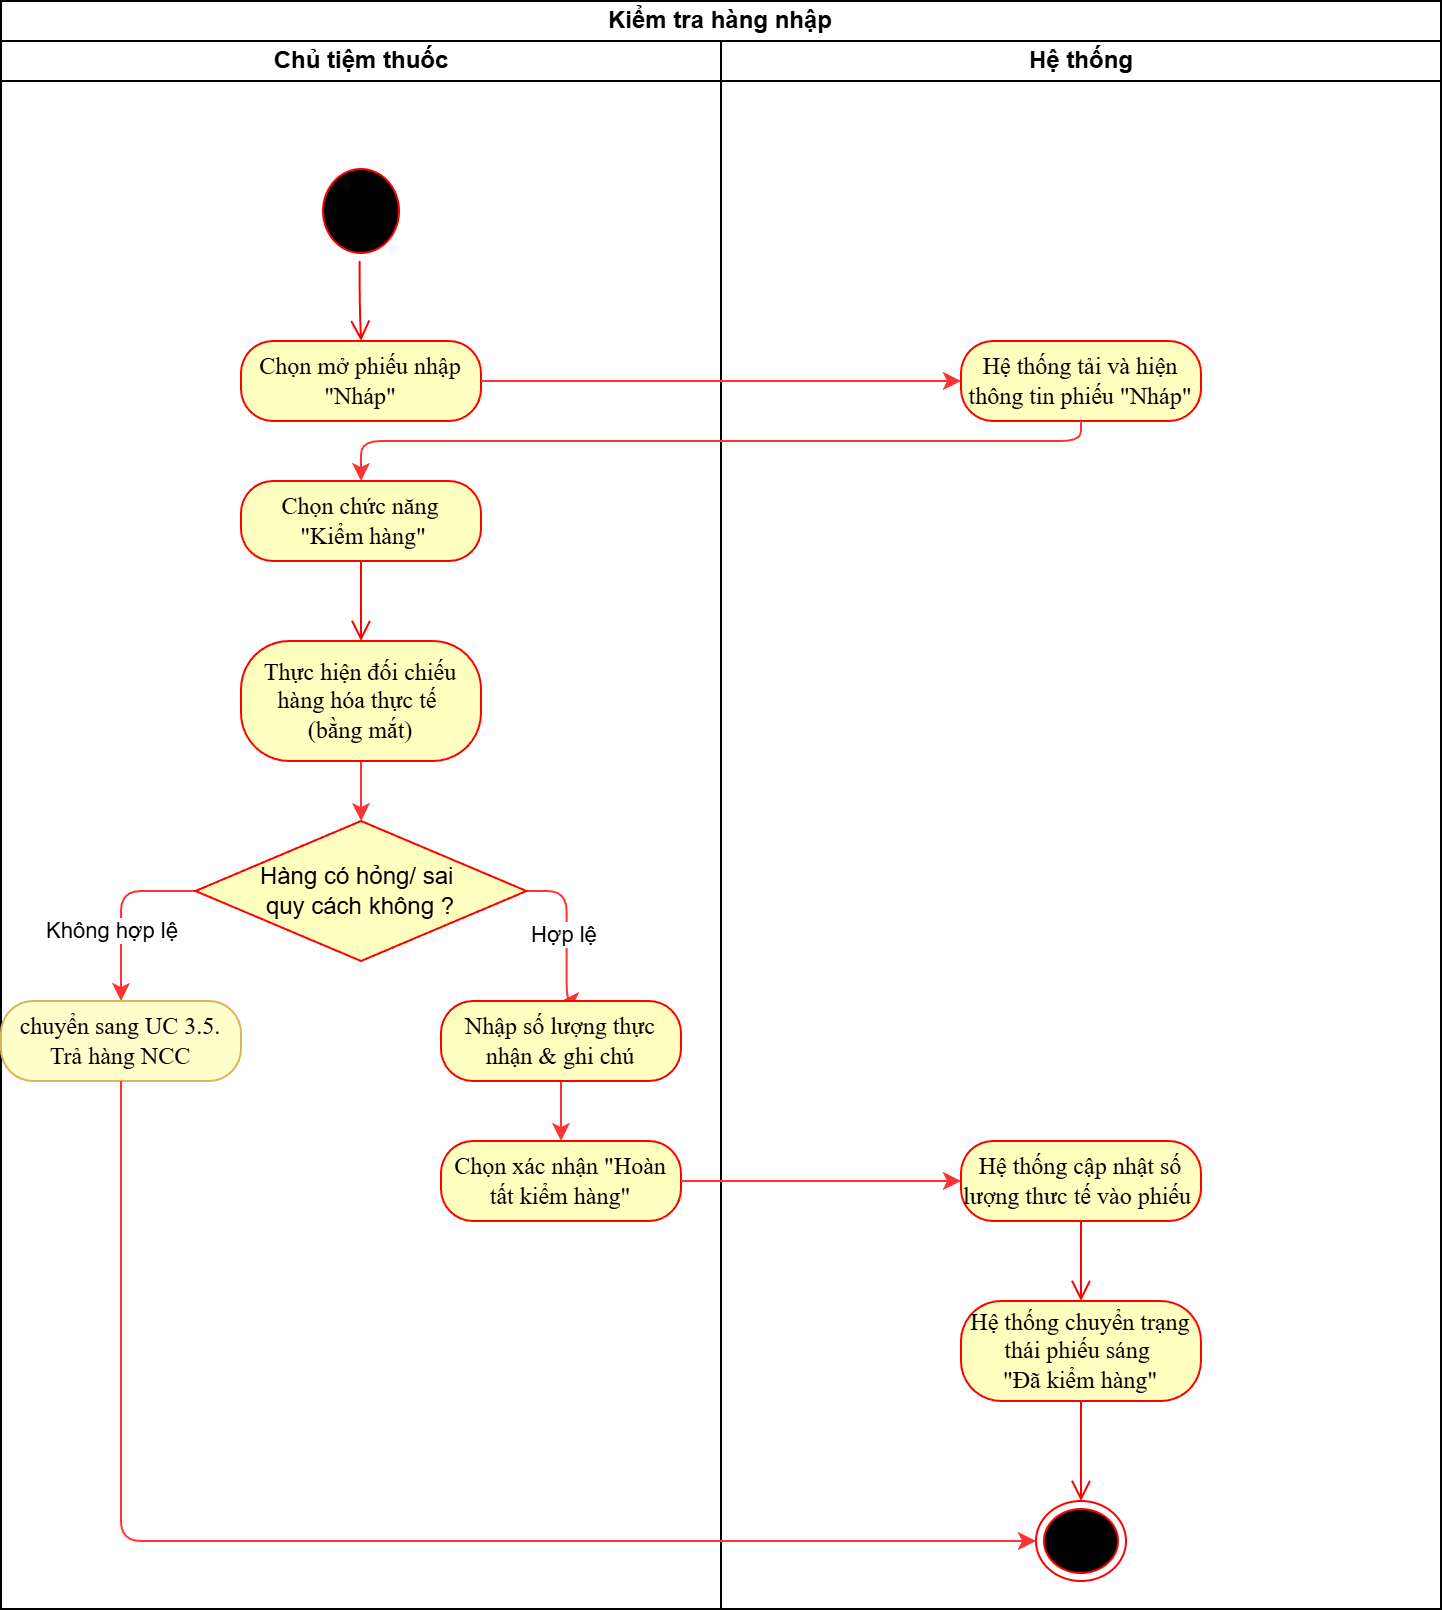 Kiểm tra hàng nhập
Chủ tiệm thuốc
Hệ thống
Chọn mở phiếu nhập
"Nháp"
Hệ thống tải và hiện
thông tin phiếu "Nháp"
Chọn chức năng
"Kiểm hàng"
Thực hiện đối chiếu
hàng hóa thực tế
(bằng mắt)
Hàng có hỏng/ sai
quy cách không ?
Không hợp lệ
Hợp lệ
chuyển sang UC 3.5.
Trả hàng NCC
Nhập số lượng thực
nhận & ghi chú
Chọn xác nhận "Hoàn
tất kiểm hàng"
Hệ thống cập nhật số
lượng thưc tế vào phiếu
Hệ thống chuyển trạng
thái phiếu sáng
"Đã kiểm hàng"